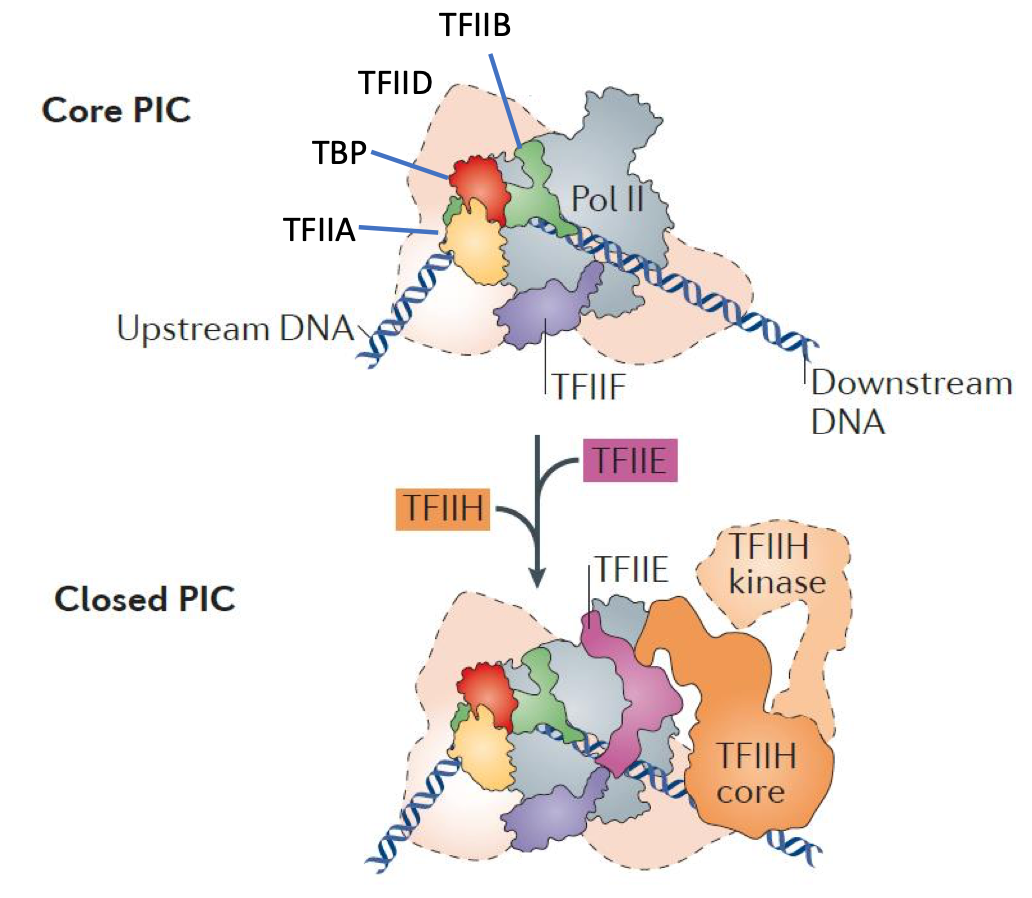 TFIIB
TFIID
Core PIC
TBP
Pol II
TFIIA
Upstream DNA
TFIIF
Downstream
DNA
TFIIE
TFIIH
TFIIH
kinase
TFIIE
Closed PIC
TFIIH
core